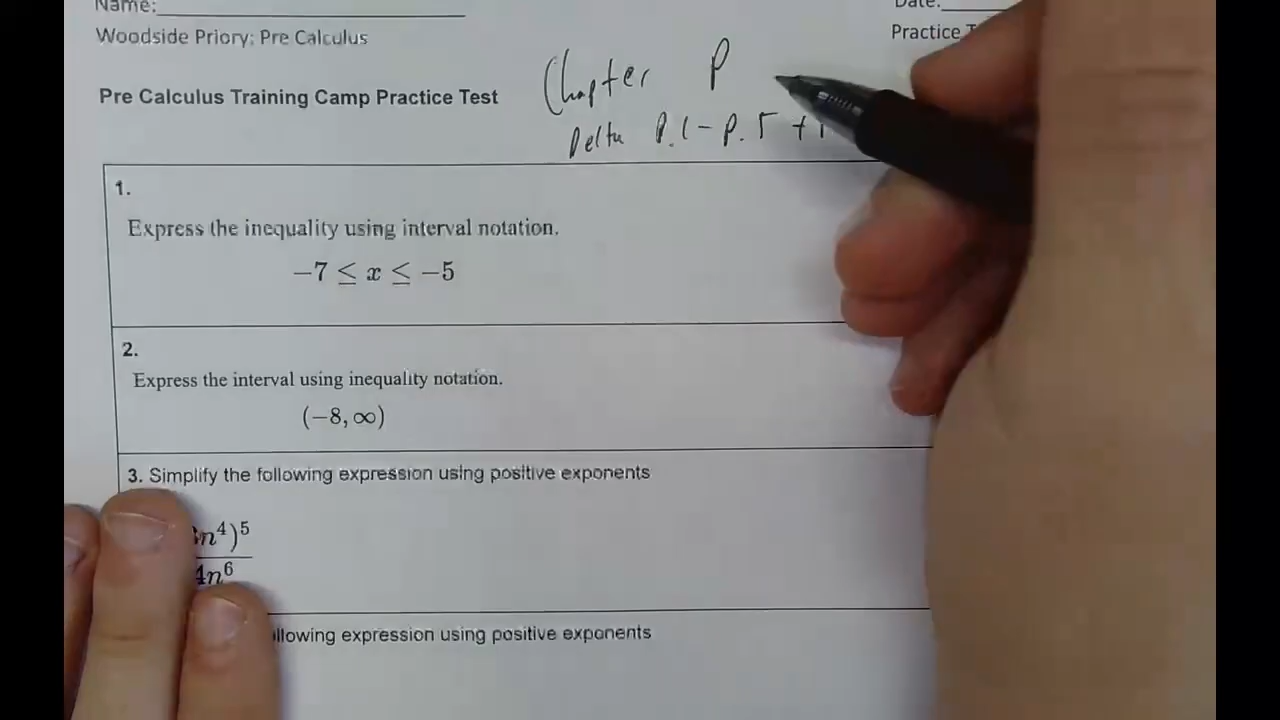 Name:
Date:
Woodside Priory: Pre Calculus
Practice
Chapter P
Pre Calculus Training Camp Practice Test
Delta P.1 - P.5 +
1.
Express the inequality using interval notation.
−7 ≤ x ≤ −5
2.
Express the interval using inequality notation.
(−8, ∞)
3. Simplify the following expression using positive exponents
n⁴)⁵
4n⁶
following expression using positive exponents